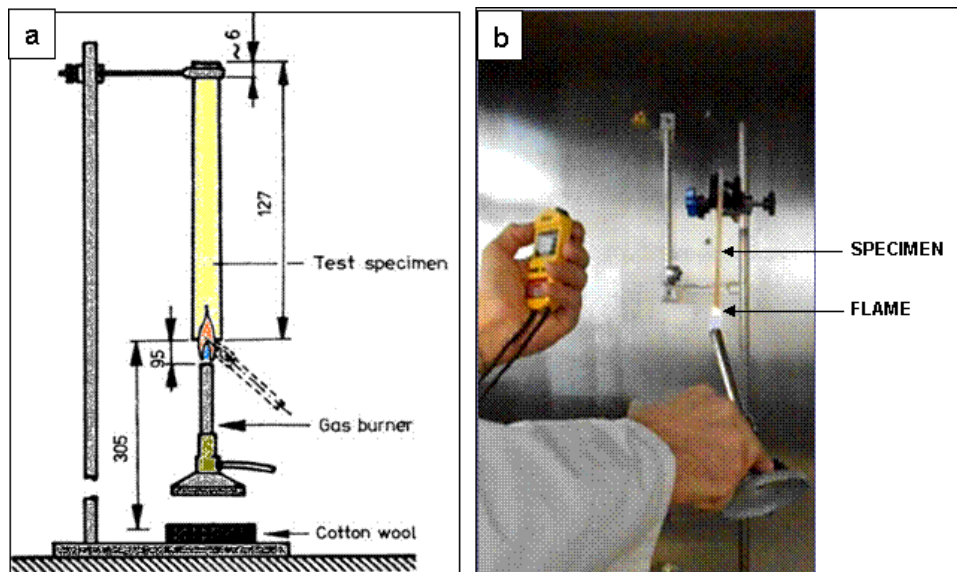 a
~6
127
Test specimen
95
Gas burner
305
Cotton wool
b
SPECIMEN
FLAME